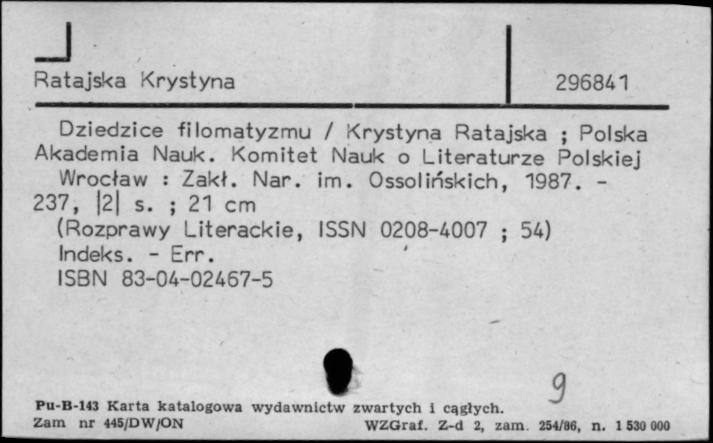 Ratajska Krystyna 296841
Dziedzice filomatyzmu / Krystyna Ratajska ; Polska
Akademia Nauk. Komitet Nauk o Literaturze Polskiej
Wrocław : Zakł. Nar. im. Ossolińskich, 1987. -
237, |2| s. ; 21 cm
(Rozprawy Literackie, ISSN 0208-4007 ; 54)
Indeks. - Err.
ISBN 83-04-02467-5
9
Pu-B-143 Karta katalogowa wydawnictw zwartych i cągłych.
Zam nr 445/DW/ON WZGraf. Z-d 2, zam. 254/86, n. 1 530 000